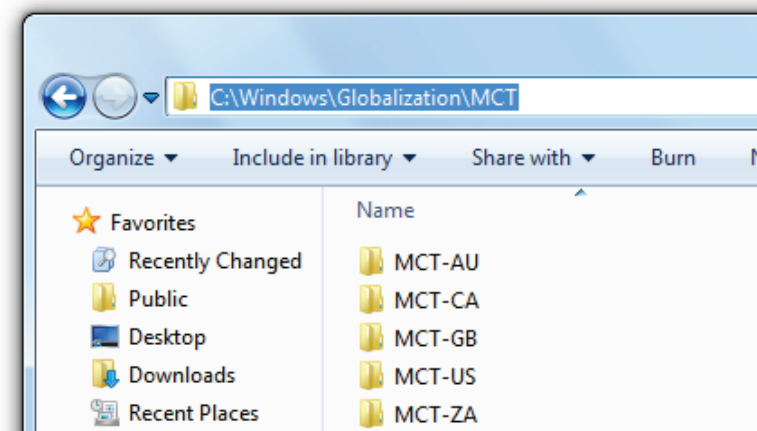 C:\Windows\Globalization\MCT
Organize Include in library Share with Burn
Name
Favorites
Recently Changed
Public
Desktop
Downloads
Recent Places
MCT-AU
MCT-CA
MCT-GB
MCT-US
MCT-ZA